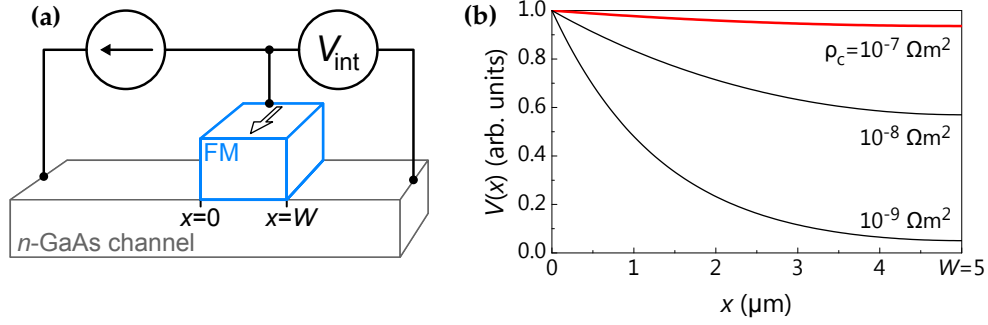 (a)
V_int
FM
x=0
x=W
n-GaAs channel
(b)
V(x) (arb. units)
1.0
0.8
0.6
0.4
0.2
0.0
ρ_c=10^-7 Ωm^2
10^-8 Ωm^2
10^-9 Ωm^2
0
1
2
3
4
W=5
x (μm)